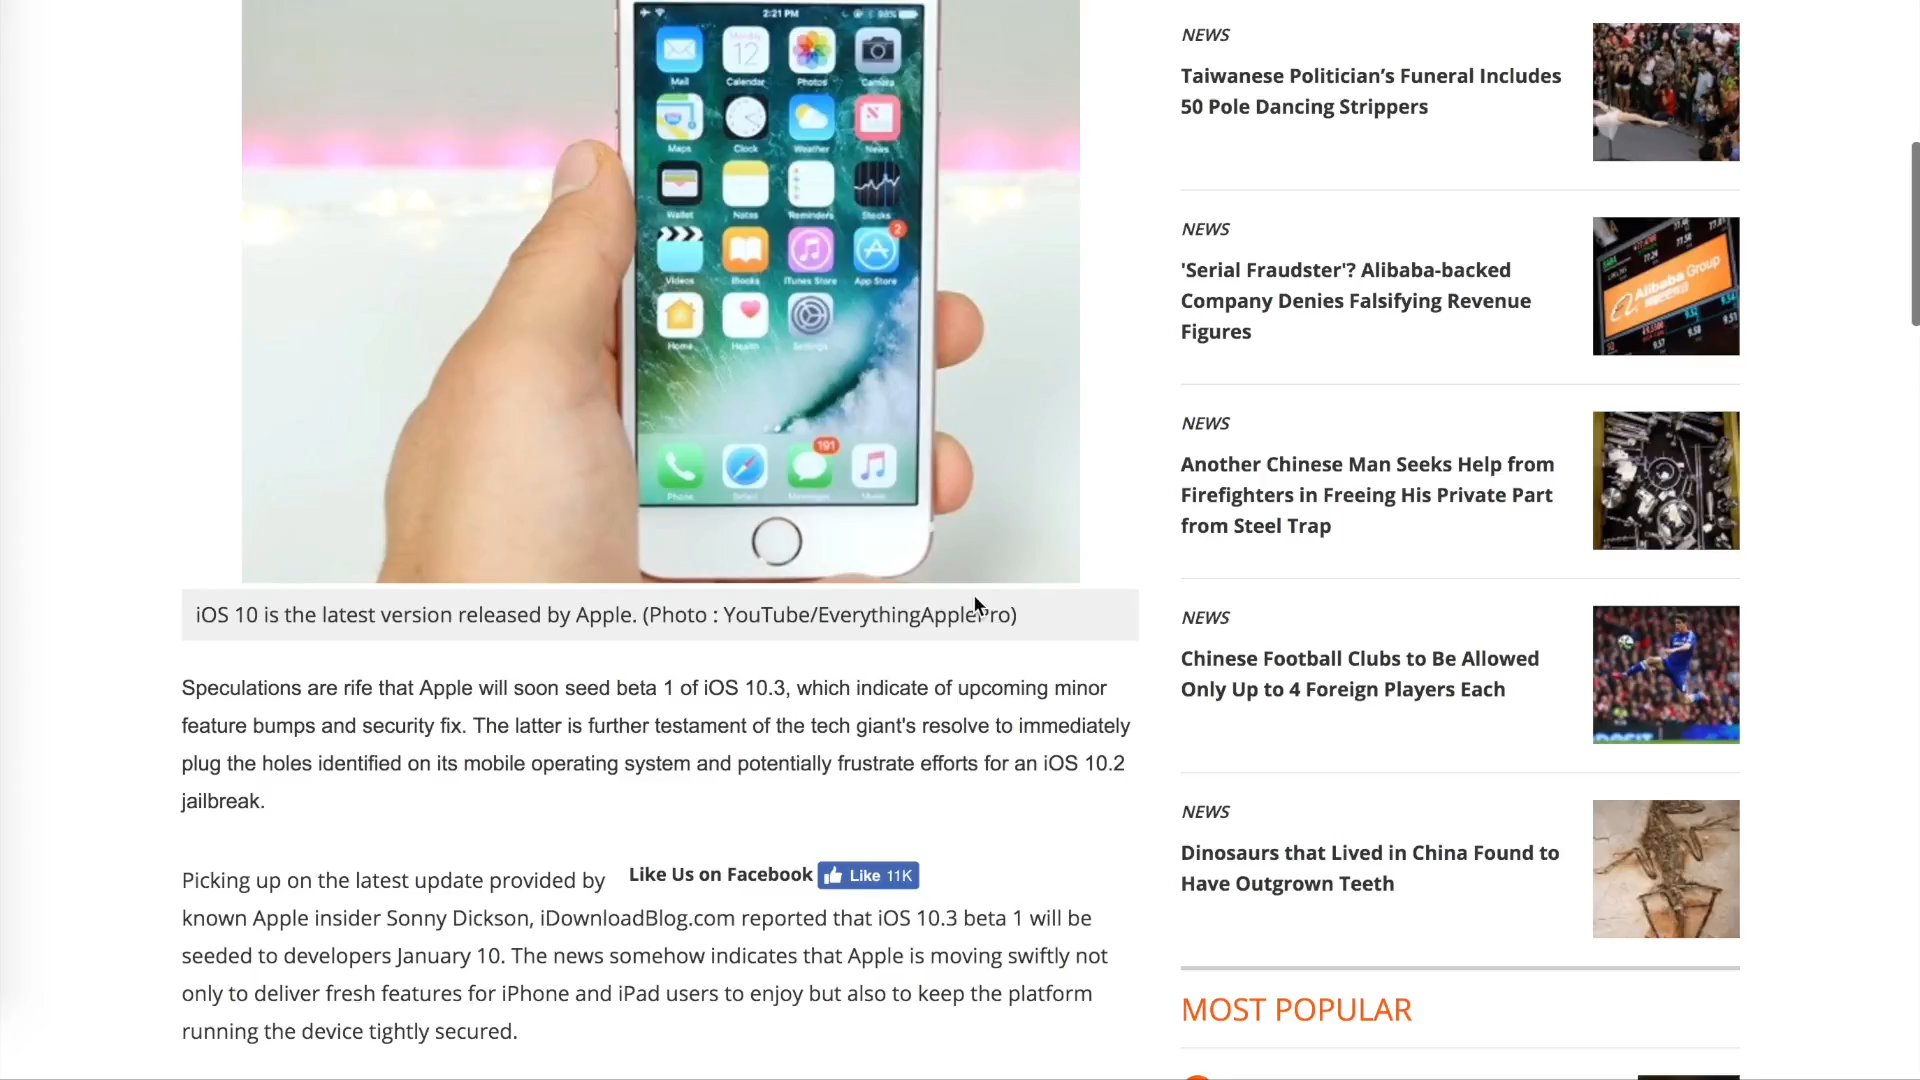 2:21 PM
98%
Monday
12
Mail
Calendar
Photos
Camera
Maps
Clock
Weather
News
Wallet
Notes
Reminders
Stocks
2
Videos
iBooks
iTunes Store
App Store
Home
Health
Settings
191
Phone
Safari
Messages
Music
iOS 10 is the latest version released by Apple. (Photo : YouTube/EverythingApplePro)
Speculations are rife that Apple will soon seed beta 1 of iOS 10.3, which indicate of upcoming minor
feature bumps and security fix. The latter is further testament of the tech giant's resolve to immediately
plug the holes identified on its mobile operating system and potentially frustrate efforts for an iOS 10.2
jailbreak.
Picking up on the latest update provided by
Like Us on Facebook Like 11K
known Apple insider Sonny Dickson, iDownloadBlog.com reported that iOS 10.3 beta 1 will be
seeded to developers January 10. The news somehow indicates that Apple is moving swiftly not
only to deliver fresh features for iPhone and iPad users to enjoy but also to keep the platform
running the device tightly secured.
NEWS
Taiwanese Politician’s Funeral Includes
50 Pole Dancing Strippers
NEWS
'Serial Fraudster'? Alibaba-backed
Company Denies Falsifying Revenue
Figures
Alibaba Group
NEWS
Another Chinese Man Seeks Help from
Firefighters in Freeing His Private Part
from Steel Trap
NEWS
Chinese Football Clubs to Be Allowed
Only Up to 4 Foreign Players Each
NEWS
Dinosaurs that Lived in China Found to
Have Outgrown Teeth
MOST POPULAR